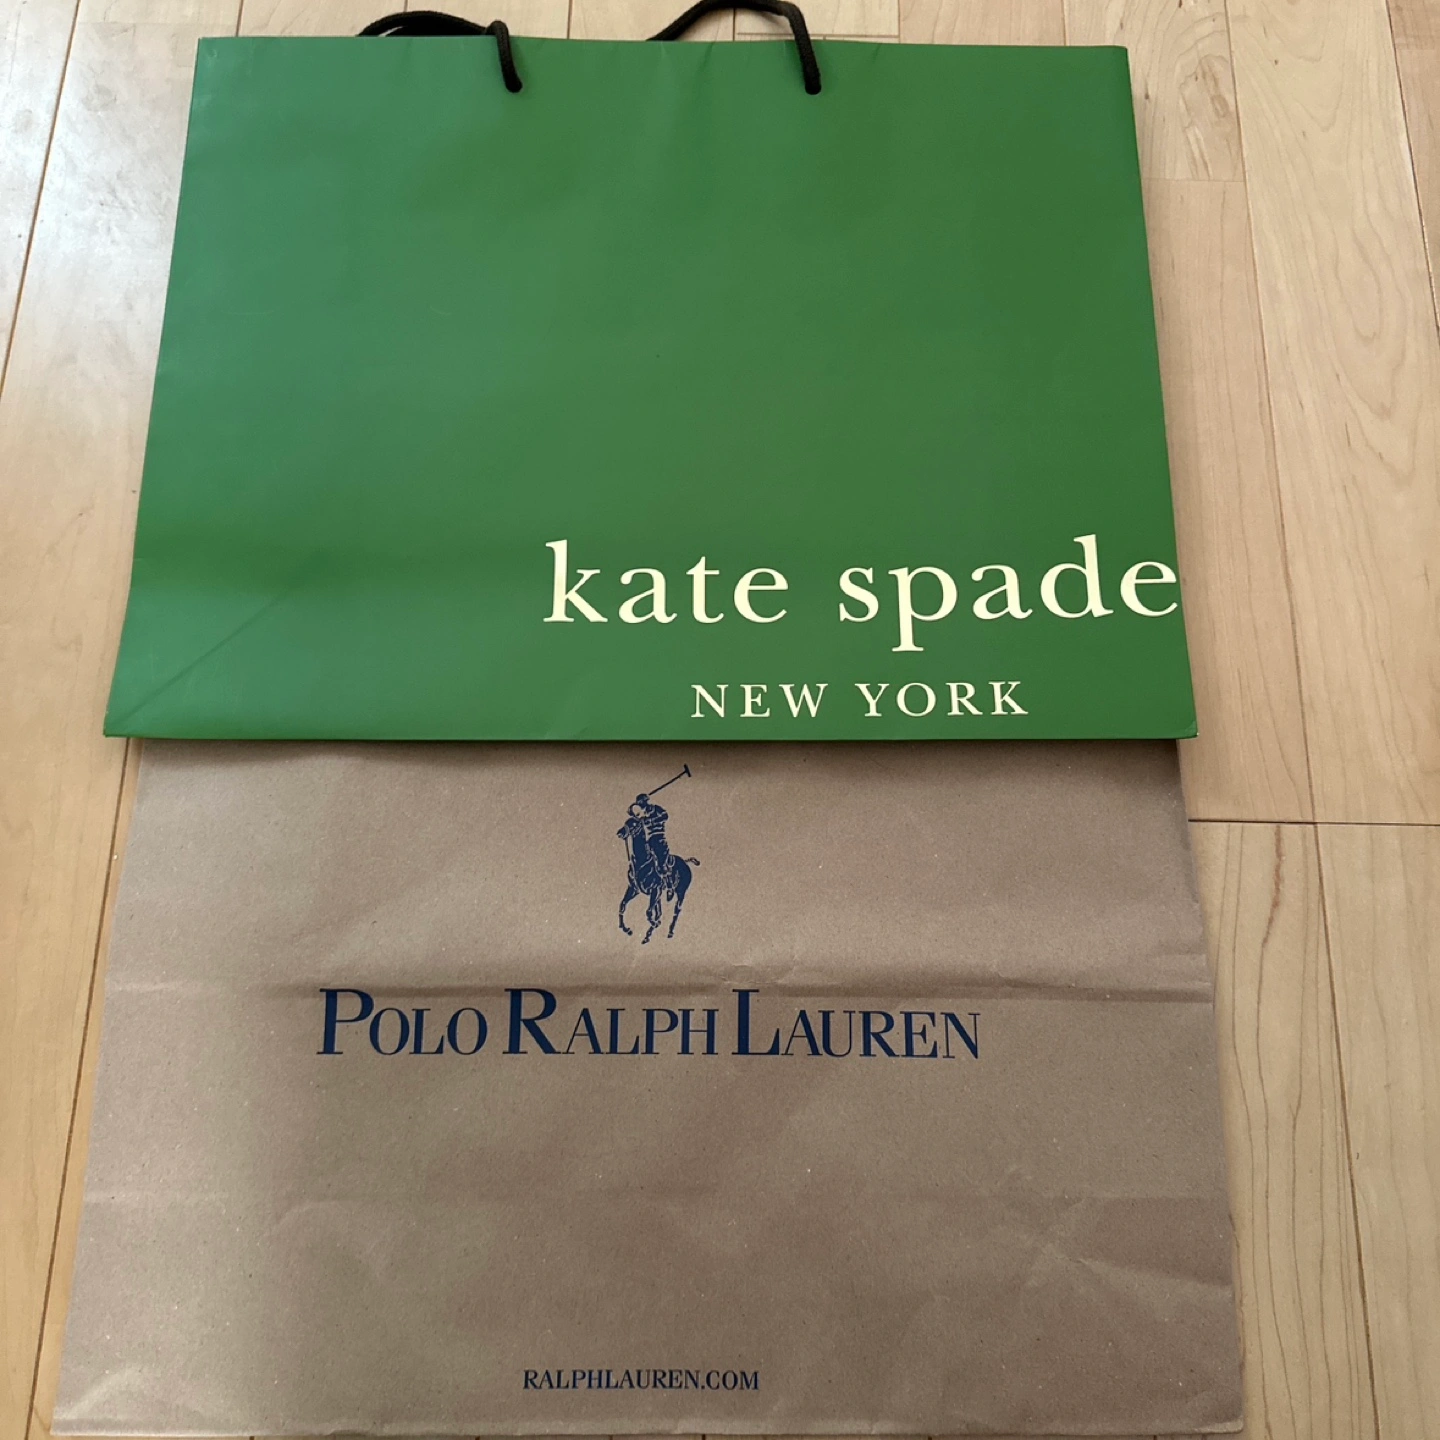 kate spade
NEW YORK
POLO RALPH LAUREN
RALPHLAUREN.COM